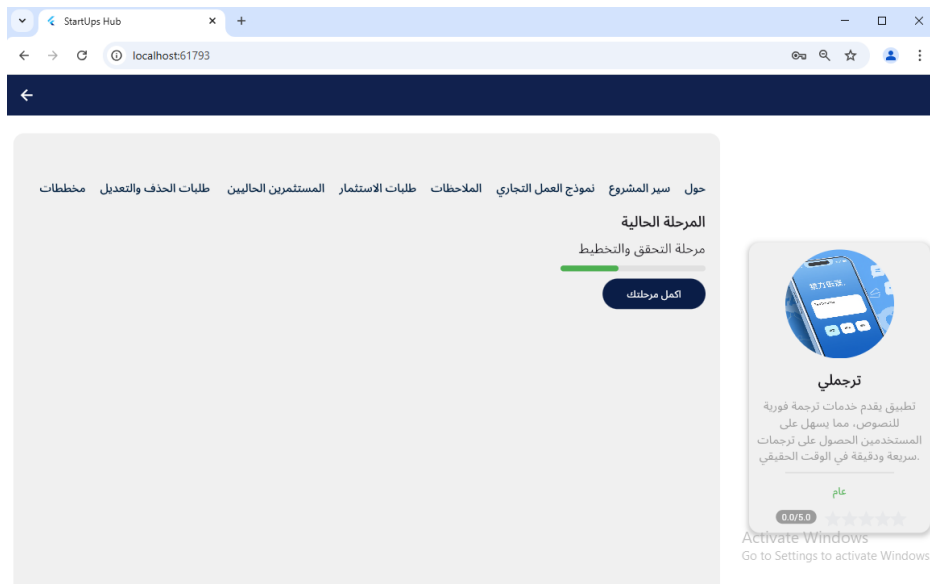 StartUps Hub
localhost:61793
حول سير المشروع نموذج العمل التجاري الملاحظات طلبات الاستثمار المستثمرين الحاليين طلبات الحذف والتعديل مخططات
المرحلة الحالية
مرحلة التحقق والتخطيط
اكمل مرحلتك
ترجملي
تطبيق يقدم خدمات ترجمة فورية
للنصوص، مما يسهل على
المستخدمين الحصول على ترجمات
.سريعة ودقيقة في الوقت الحقيقي
عام
0.0/5.0
Activate Windows
Go to Settings to activate Windows